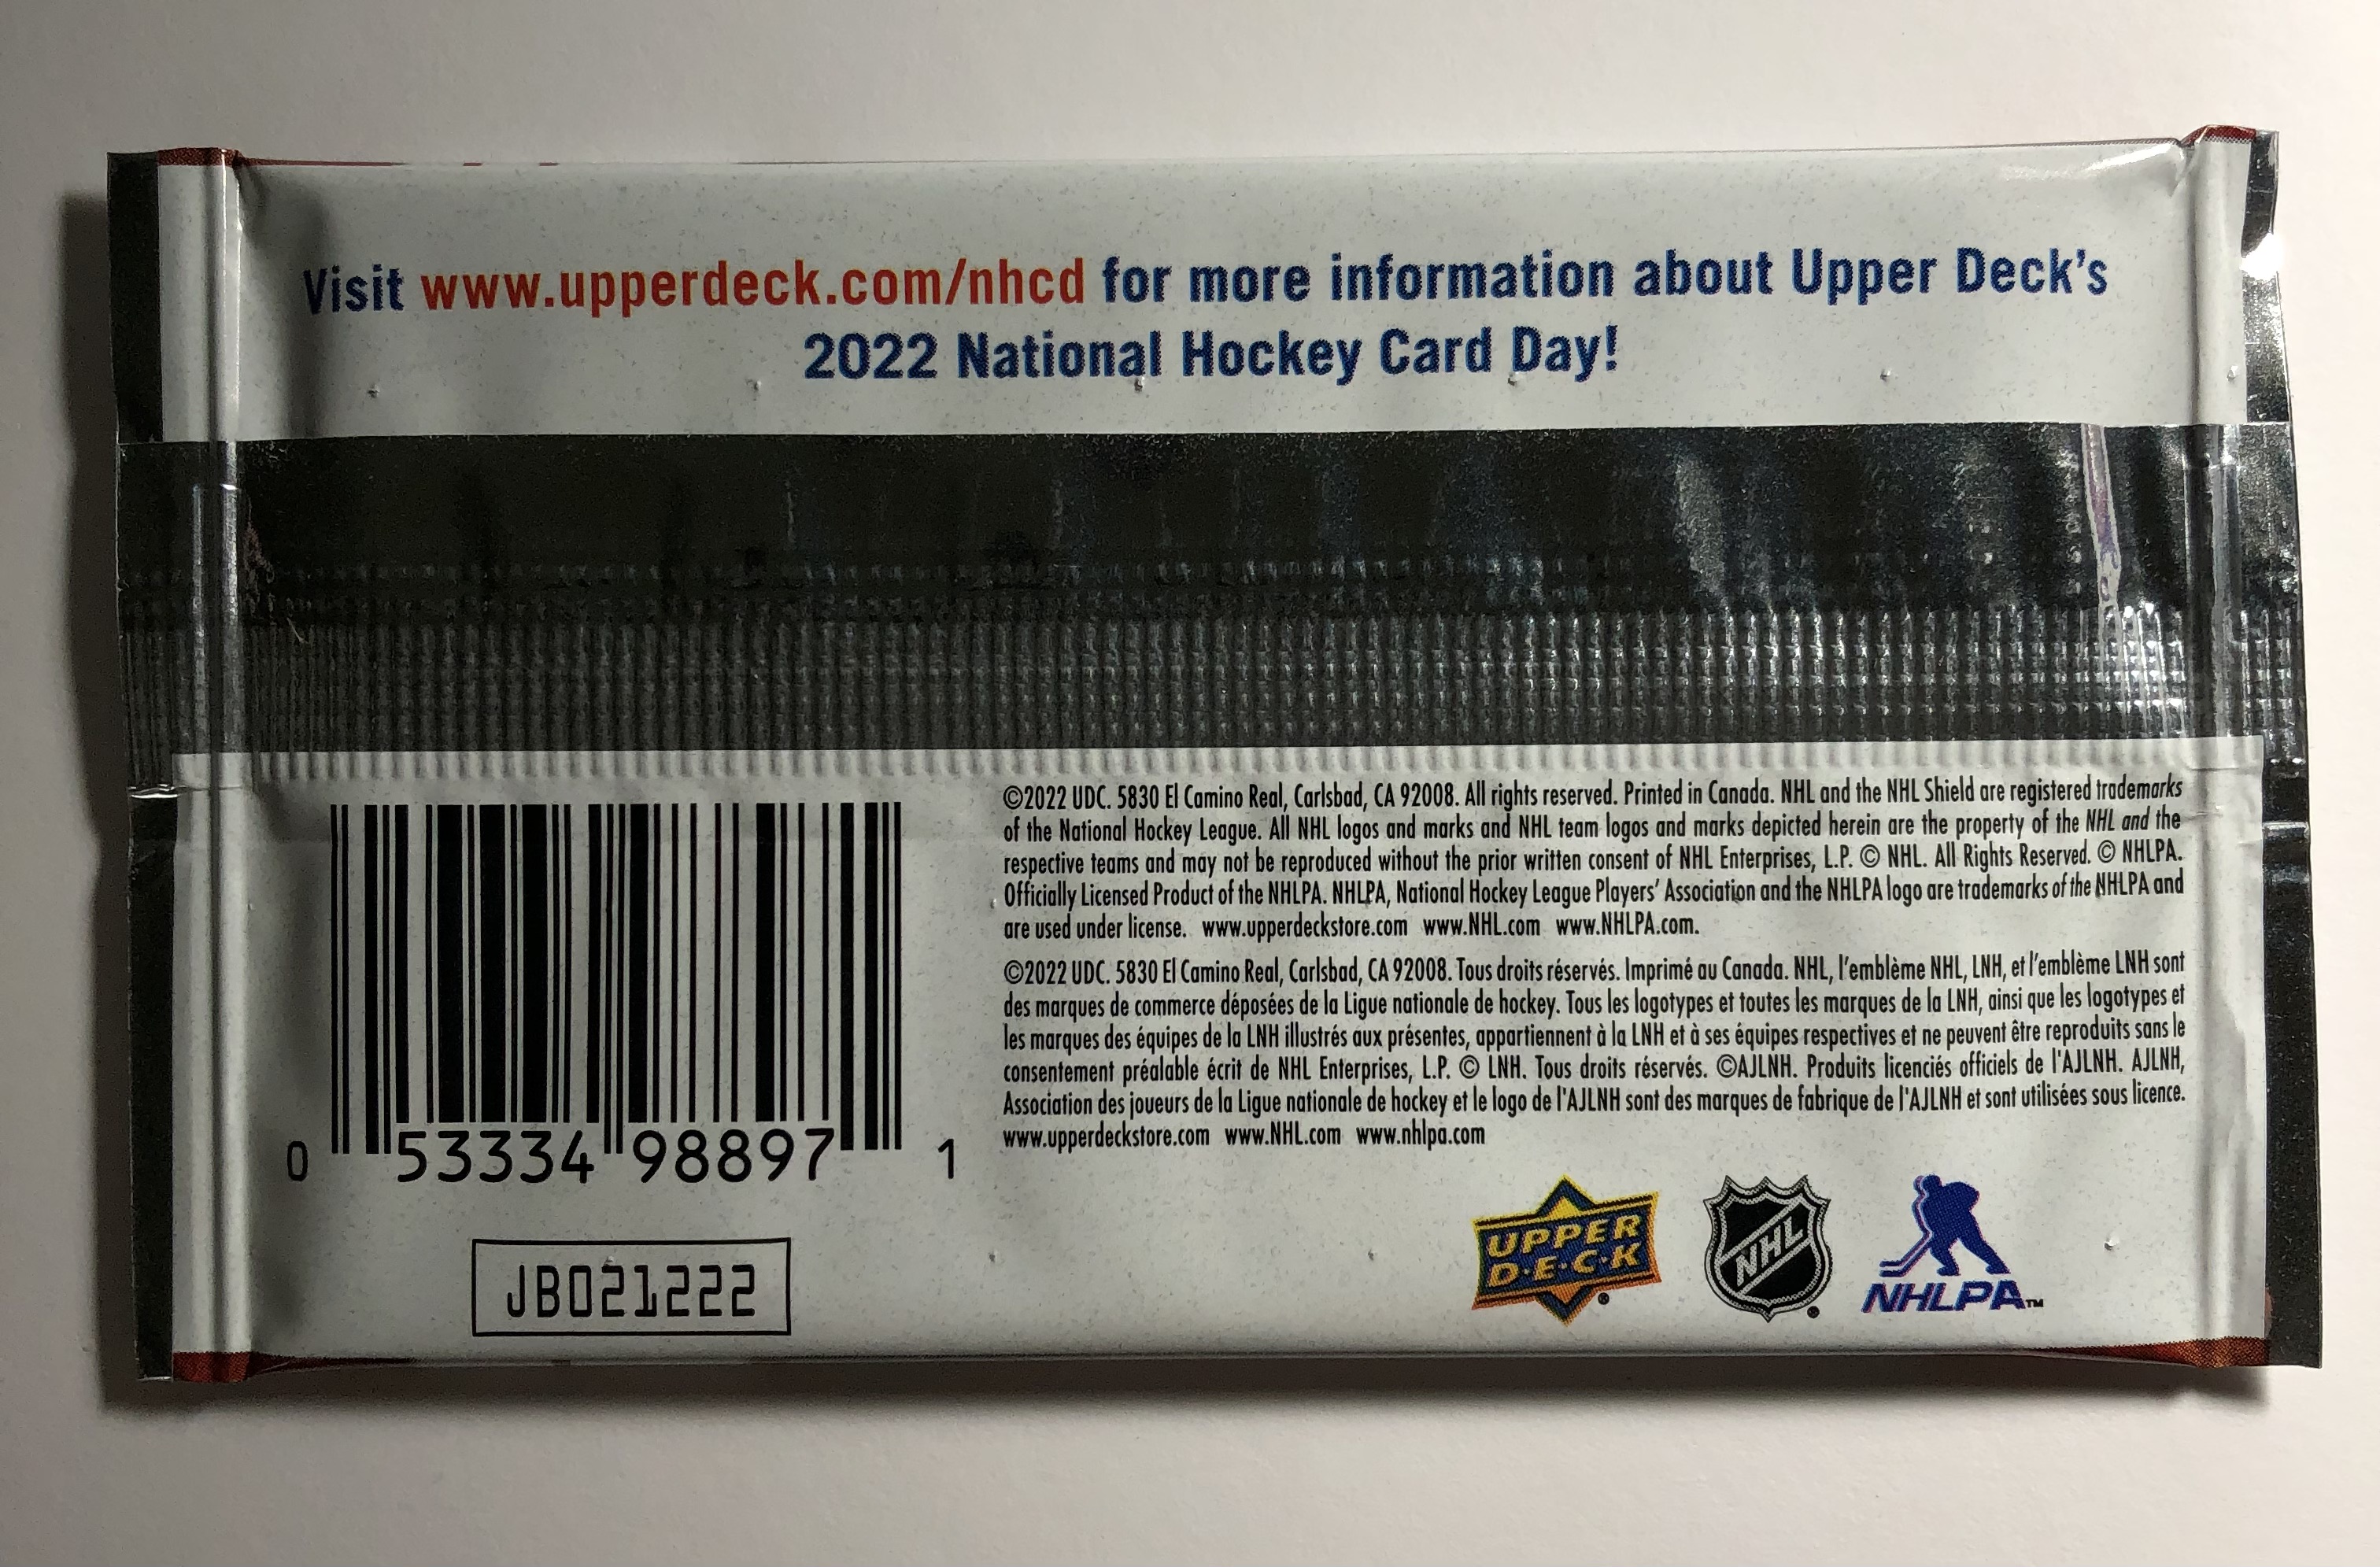 Visit www.upperdeck.com/nhcd for more information about Upper Deck's
2022 National Hockey Card Day!
©2022 UDC. 5830 El Camino Real, Carlsbad, CA 92008. All rights reserved. Printed in Canada. NHL and the NHL Shield are registered trademarks
of the National Hockey League. All NHL logos and marks and NHL team logos and marks depicted herein are the property of the NHL and the
respective teams and may not be reproduced without the prior written consent of NHL Enterprises, L.P. © NHL. All Rights Reserved. © NHLPA.
Officially Licensed Product of the NHLPA. NHLPA, National Hockey League Players' Association and the NHLPA logo are trademarks of the NHLPA and
are used under license. www.upperdeckstore.com www.NHL.com www.NHLPA.com.
©2022 UDC. 5830 El Camino Real, Carlsbad, CA 92008. Tous droits réservés. Imprimé au Canada. NHL, l'emblème NHL, LNH, et l'emblème LNH sont
des marques de commerce déposées de la Ligue nationale de hockey. Tous les logotypes et toutes les marques de la LNH, ainsi que les logotypes et
les marques des équipes de la LNH illustrés aux présentes, appartiennent à la LNH et à ses équipes respectives et ne peuvent être reproduits sans le
consentement préalable écrit de NHL Enterprises, L.P. © LNH. Tous droits réservés. ©AJLNH. Produits licenciés officiels de l'AJLNH. AJLNH,
Association des joueurs de la Ligue nationale de hockey et le logo de l'AJLNH sont des marques de fabrique de l'AJLNH et sont utilisées sous licence.
www.upperdeckstore.com www.NHL.com www.nhlpa.com
0 53334 98897 1
JB021222
UPPER
D·E·C·K
NHL
NHLPA™